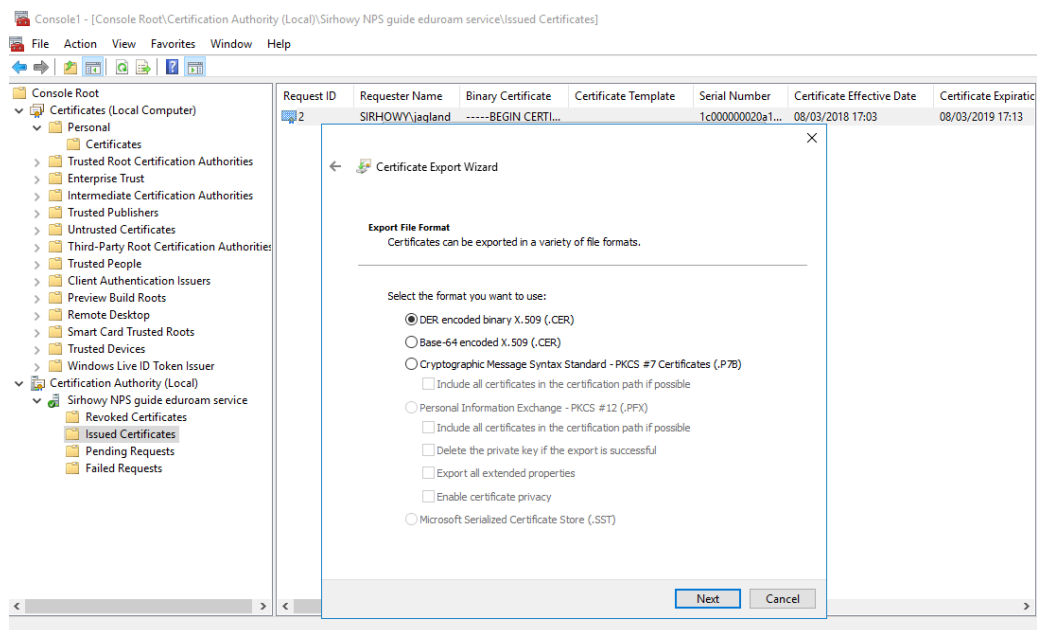 Console1 - [Console Root\Certification Authority (Local)\Sirhowy NPS guide eduroam service\Issued Certificates]
File Action View Favorites Window Help
Console Root
Certificates (Local Computer)
Personal
Certificates
Trusted Root Certification Authorities
Enterprise Trust
Intermediate Certification Authorities
Trusted Publishers
Untrusted Certificates
Third-Party Root Certification Authorities
Trusted People
Client Authentication Issuers
Preview Build Roots
Remote Desktop
Smart Card Trusted Roots
Trusted Devices
Windows Live ID Token Issuer
Certification Authority (Local)
Sirhowy NPS guide eduroam service
Revoked Certificates
Issued Certificates
Pending Requests
Failed Requests
Request ID Requester Name Binary Certificate Certificate Template Serial Number Certificate Effective Date Certificate Expiratic
2 SIRHOWY\jagland -----BEGIN CERTI... 1c000000020a1... 08/03/2018 17:03 08/03/2019 17:13
Certificate Export Wizard
Export File Format
Certificates can be exported in a variety of file formats.
Select the format you want to use:
DER encoded binary X.509 (.CER)
Base-64 encoded X.509 (.CER)
Cryptographic Message Syntax Standard - PKCS #7 Certificates (.P7B)
Include all certificates in the certification path if possible
Personal Information Exchange - PKCS #12 (.PFX)
Include all certificates in the certification path if possible
Delete the private key if the export is successful
Export all extended properties
Enable certificate privacy
Microsoft Serialized Certificate Store (.SST)
Next Cancel